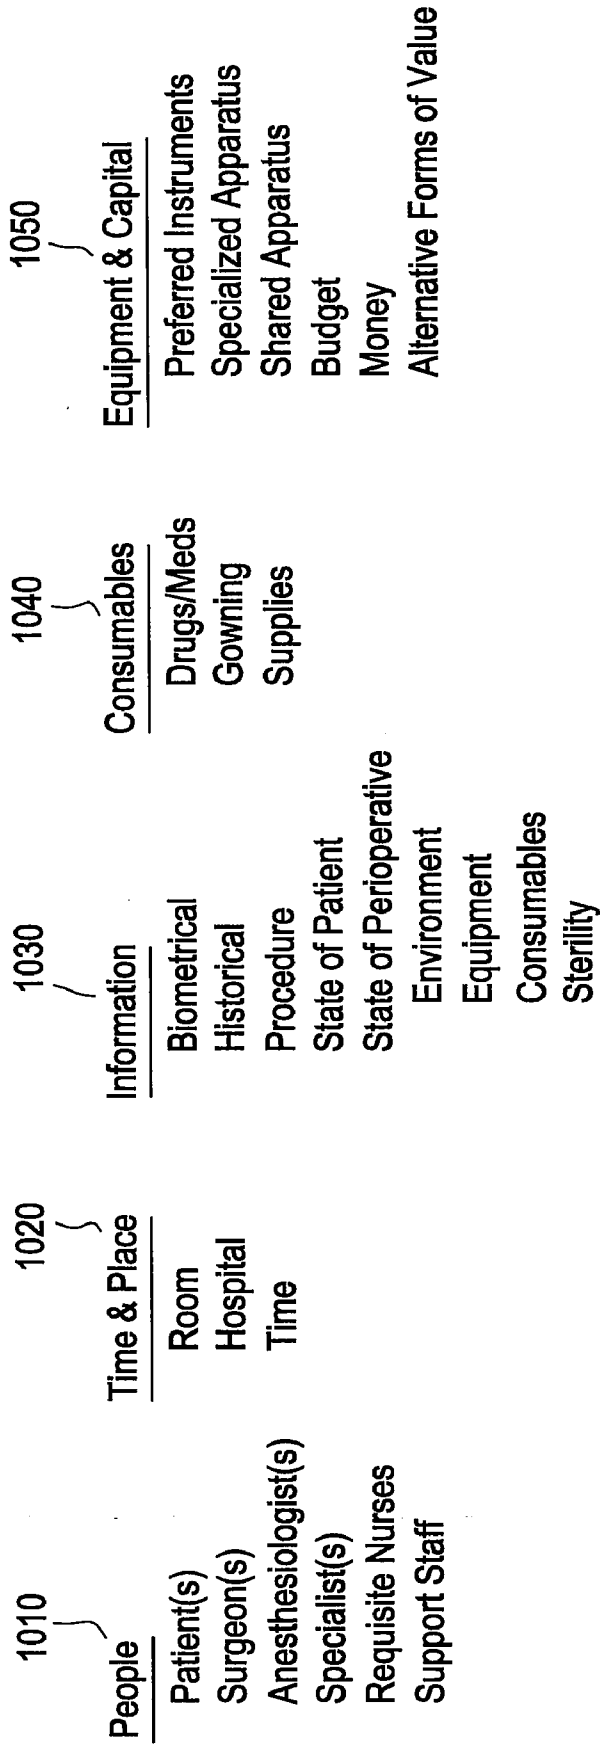 1010
People
Patient(s)
Surgeon(s)
Anesthesiologist(s)
Specialist(s)
Requisite Nurses
Support Staff
1020
Time & Place
Room
Hospital
Time
1030
Information
Biometrical
Historical
Procedure
State of Patient
State of Perioperative
Environment
Equipment
Consumables
Sterility
1040
Consumables
Drugs/Meds
Gowning
Supplies
1050
Equipment & Capital
Preferred Instruments
Specialized Apparatus
Shared Apparatus
Budget
Money
Alternative Forms of Value